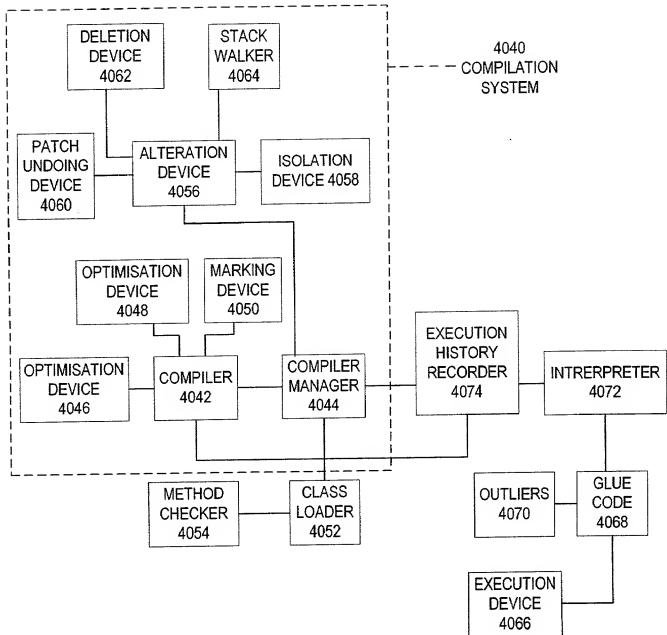 DELETION
DEVICE
4062
STACK
WALKER
4064
4040
COMPILATION
SYSTEM
PATCH
UNDOING
DEVICE
4060
ALTERATION
DEVICE
4056
ISOLATION
DEVICE 4058
OPTIMISATION
DEVICE
4048
MARKING
DEVICE
4050
OPTIMISATION
DEVICE
4046
COMPILER
4042
COMPILER
MANAGER
4044
EXECUTION
HISTORY
RECORDER
4074
INTRERPRETER
4072
METHOD
CHECKER
4054
CLASS
LOADER
4052
OUTLIERS
4070
GLUE
CODE
4068
EXECUTION
DEVICE
4066